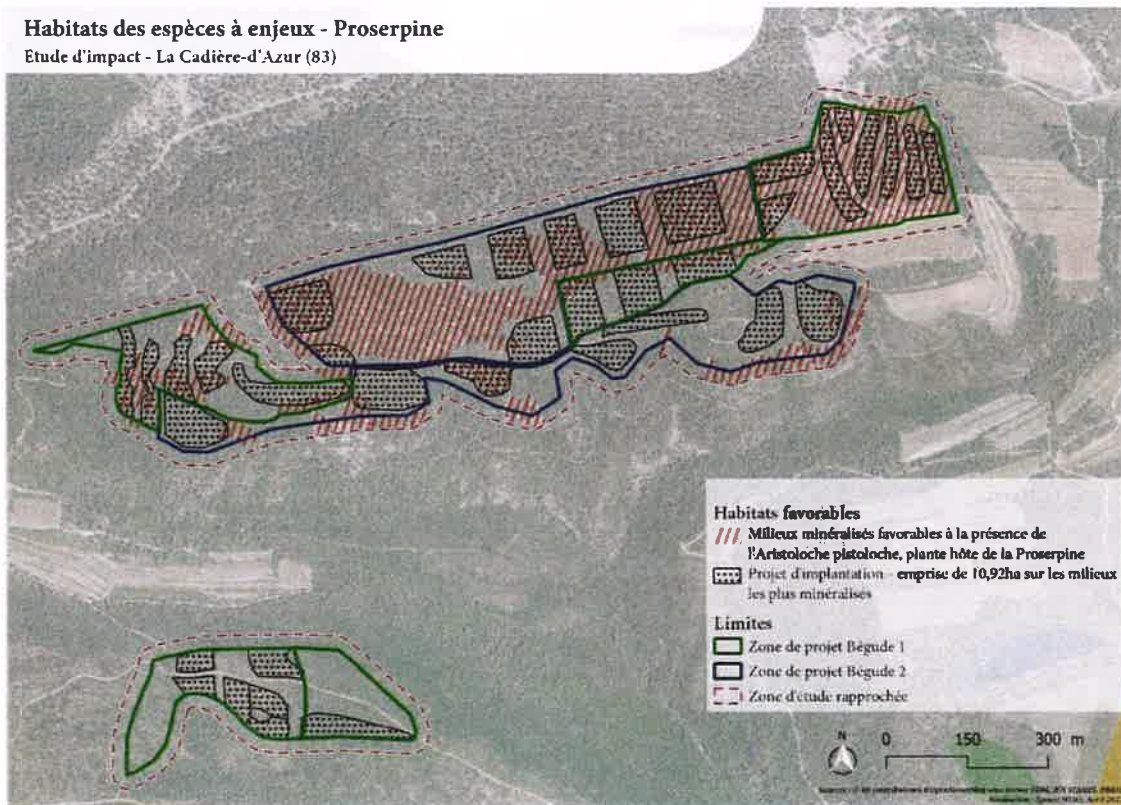 Habitats des espèces à enjeux - Proserpine
Etude d'impact - La Cadière-d'Azur (83)
Habitats favorables
Milieux minéralisés favorables à la présence de
l'Aristoloche pistoloche, plante hôte de la Proserpine
Projet d'implantation - emprise de 10,92ha sur les milieux
les plus minéralisés
Limites
Zone de projet Bégude 1
Zone de projet Bégude 2
Zone d'étude rapprochée
N
0 150 300 m